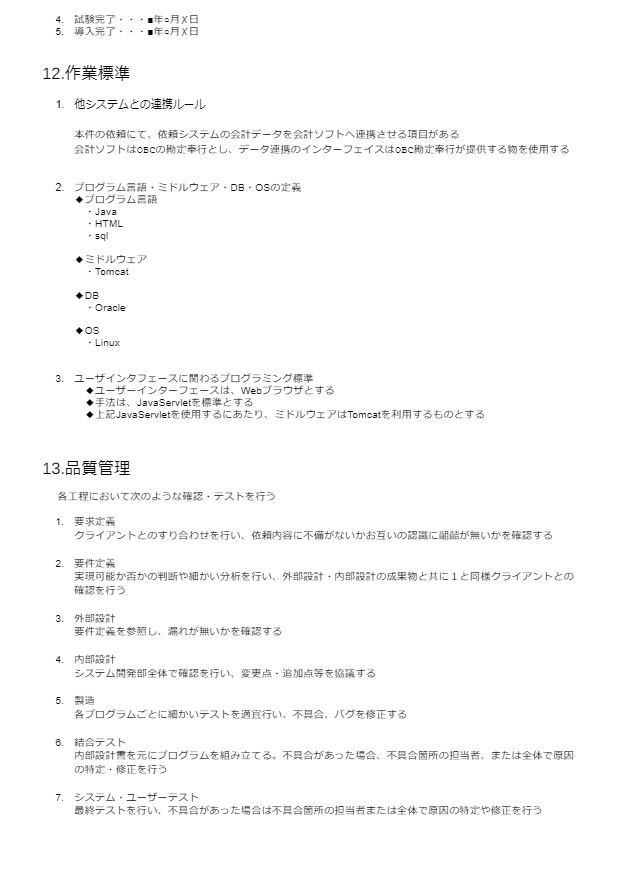 4. 試験完了・・・■年○月☓日
5. 導入完了・・・■年○月☓日
12.作業標準
1. 他システムとの連携ルール
本件の依頼にて、依頼システムの会計データを会計ソフトへ連携させる項目がある
会計ソフトはOBCの勘定奉行とし、データ連携のインターフェイスはOBC勘定奉行が提供する物を使用する
2. プログラム言語・ミドルウェア・DB・OSの定義
◆プログラム言語
・Java
・HTML
・sql
◆ミドルウェア
・Tomcat
◆DB
・Oracle
◆OS
・Linux
3. ユーザインタフェースに関わるプログラミング標準
◆ユーザーインターフェースは、Webブラウザとする
◆手法は、JavaServletを標準とする
◆上記JavaServletを使用するにあたり、ミドルウェアはTomcatを利用するものとする
13.品質管理
各工程において次のような確認・テストを行う
1. 要求定義
クライアントとのすり合わせを行い、依頼内容に不備がないかお互いの認識に齟齬が無いかを確認する
2. 要件定義
実現可能か否かの判断や細かい分析を行い、外部設計・内部設計の成果物と共に１と同様クライアントとの
確認を行う
3. 外部設計
要件定義を参照し、漏れが無いかを確認する
4. 内部設計
システム開発部全体で確認を行い、変更点・追加点等を協議する
5. 製造
各プログラムごとに細かいテストを適宜行い、不具合、バグを修正する
6. 結合テスト
内部設計書を元にプログラムを組み立てる。不具合があった場合、不具合箇所の担当者、または全体で原因
の特定・修正を行う
7. システム・ユーザーテスト
最終テストを行い、不具合があった場合は不具合箇所の担当者または全体で原因の特定や修正を行う